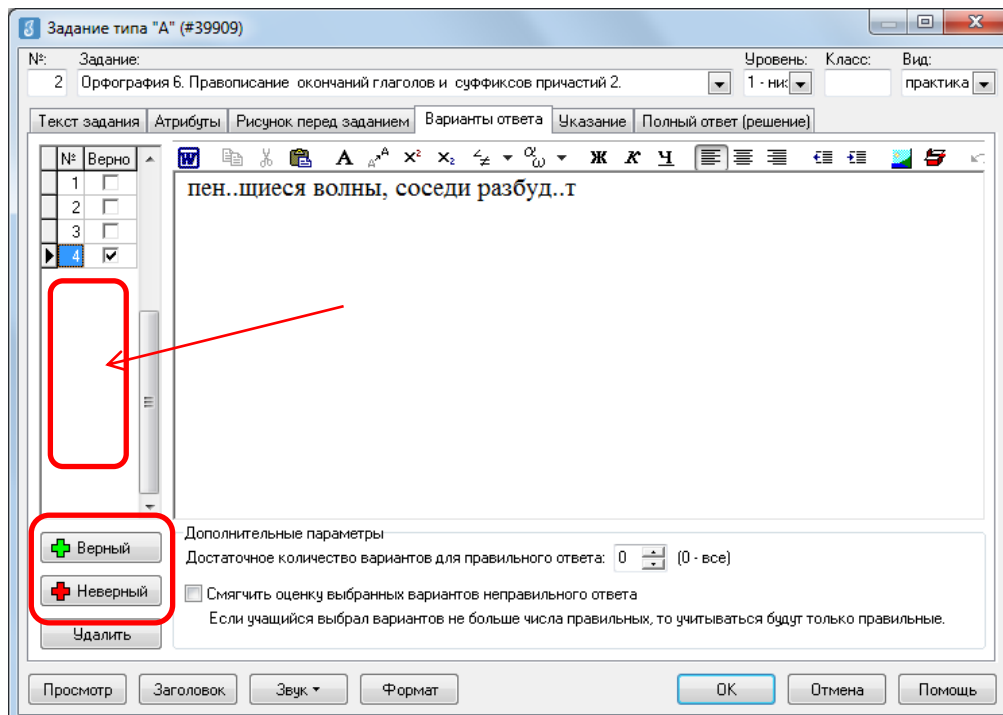 Задание типа "А" (#39909)
№: Задание: Уровень: Класс: Вид:
2 Орфография 6. Правописание окончаний глаголов и суффиксов причастий 2. 1 - ни практика
Текст задания Атрибуты Рисунок перед заданием Варианты ответа Указание Полный ответ (решение)
№ Верно
1
2
3
4
Ж К Ч
пен..щиеся волны, соседи разбуд..т
Верный
Неверный
Удалить
Дополнительные параметры
Достаточное количество вариантов для правильного ответа: 0 (0 - все)
Смягчить оценку выбранных вариантов неправильного ответа
Если учащийся выбрал вариантов не больше числа правильных, то учитываться будут только правильные.
Просмотр Заголовок Звук Формат OK Отмена Помощь